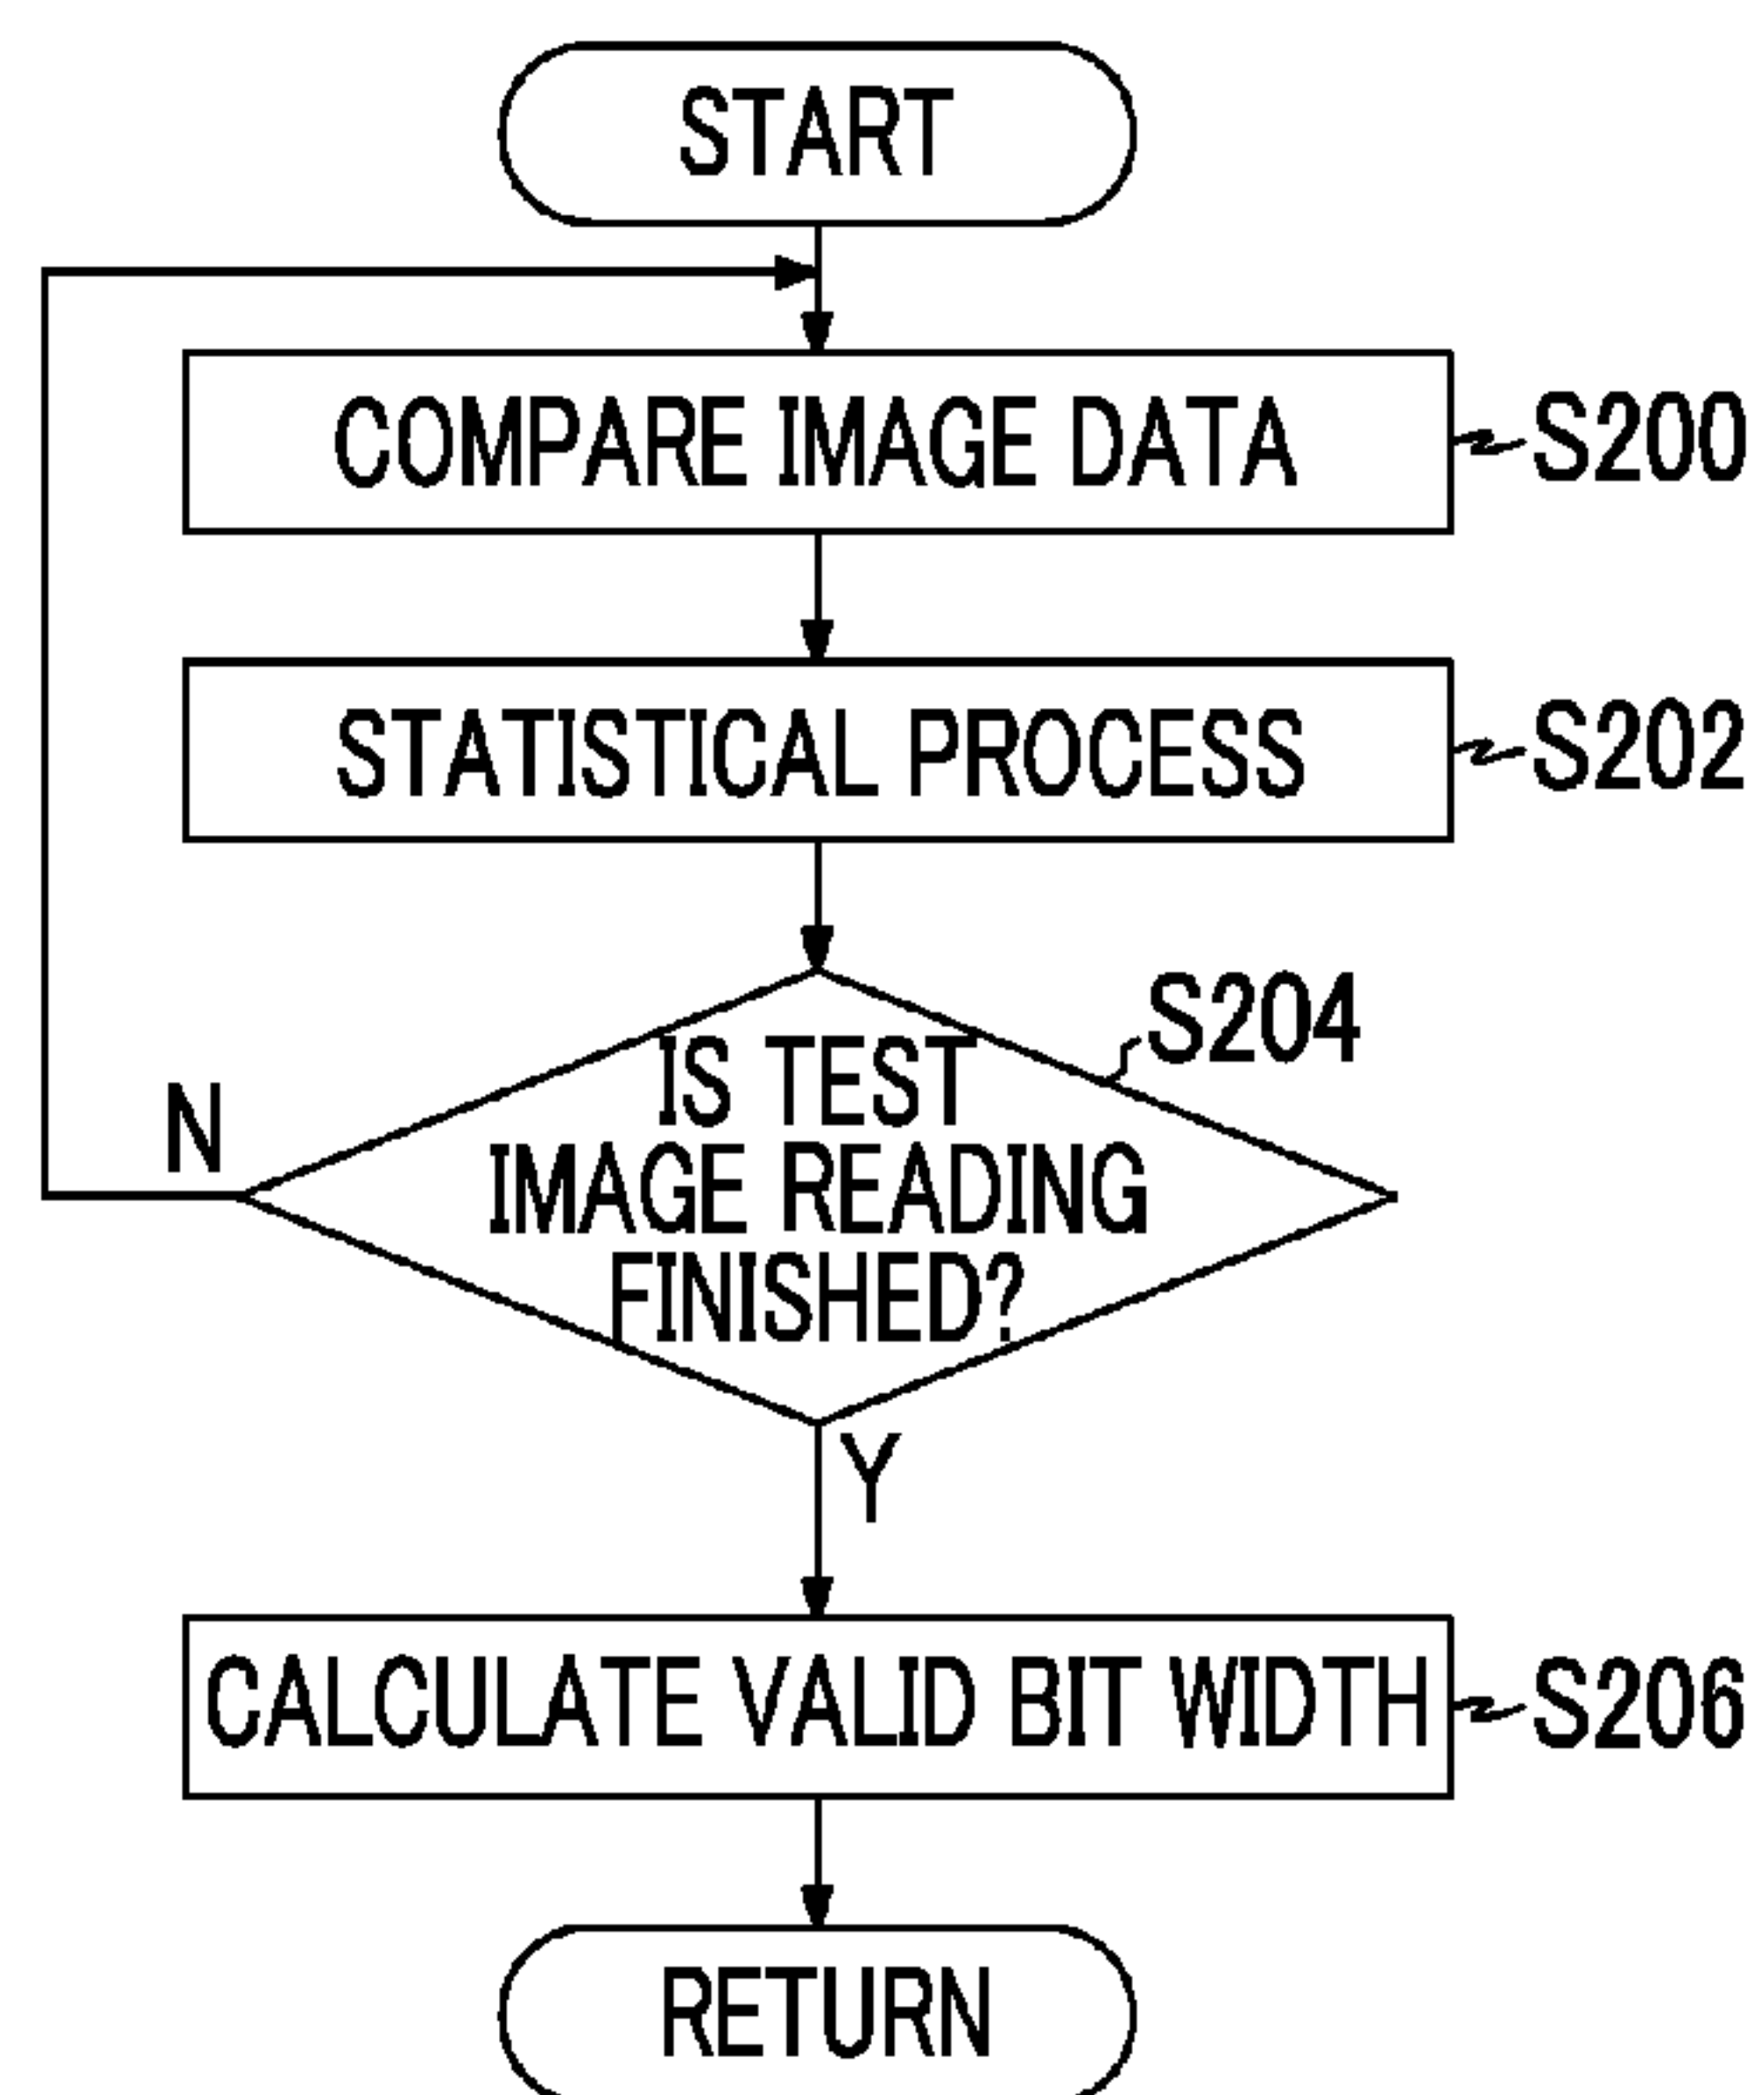 START
COMPARE IMAGE DATA
S200
STATISTICAL PROCESS
S202
S204
IS TEST
IMAGE READING
FINISHED?
N
Y
CALCULATE VALID BIT WIDTH
S206
RETURN